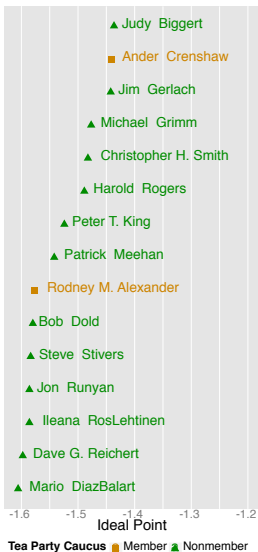 Judy Biggert
Ander Crenshaw
Jim Gerlach
Michael Grimm
Christopher H. Smith
Harold Rogers
Peter T. King
Patrick Meehan
Rodney M. Alexander
Bob Dold
Steve Stivers
Jon Runyan
Ileana RosLehtinen
Dave G. Reichert
Mario DiazBalart
-1.6 -1.5 -1.4 -1.3 -1.2
Ideal Point
Tea Party Caucus Member Nonmember